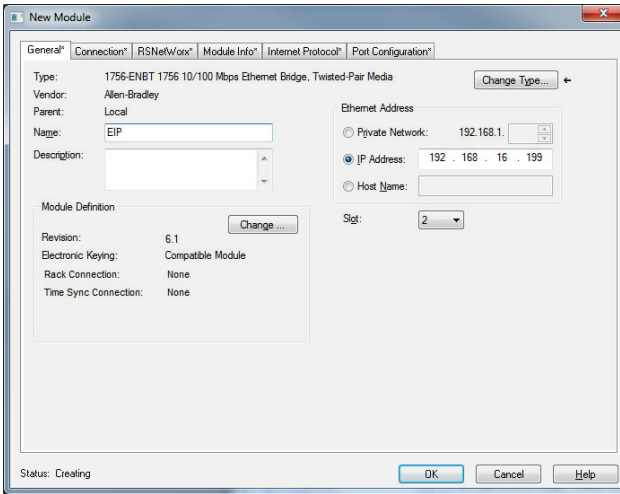 New Module
General* Connection* RSNetWorx* Module Info* Internet Protocol* Port Configuration*
Type: 1756-ENBT 1756 10/100 Mbps Ethernet Bridge, Twisted-Pair Media Change Type...
Vendor: Allen-Bradley
Parent: Local
Name: EIP
Description:
Ethernet Address
Private Network: 192.168.1.
IP Address: 192 . 168 . 16 . 199
Host Name:
Module Definition
Change ...
Revision: 6.1
Electronic Keying: Compatible Module
Rack Connection: None
Time Sync Connection: None
Slot: 2
Status: Creating OK Cancel Help